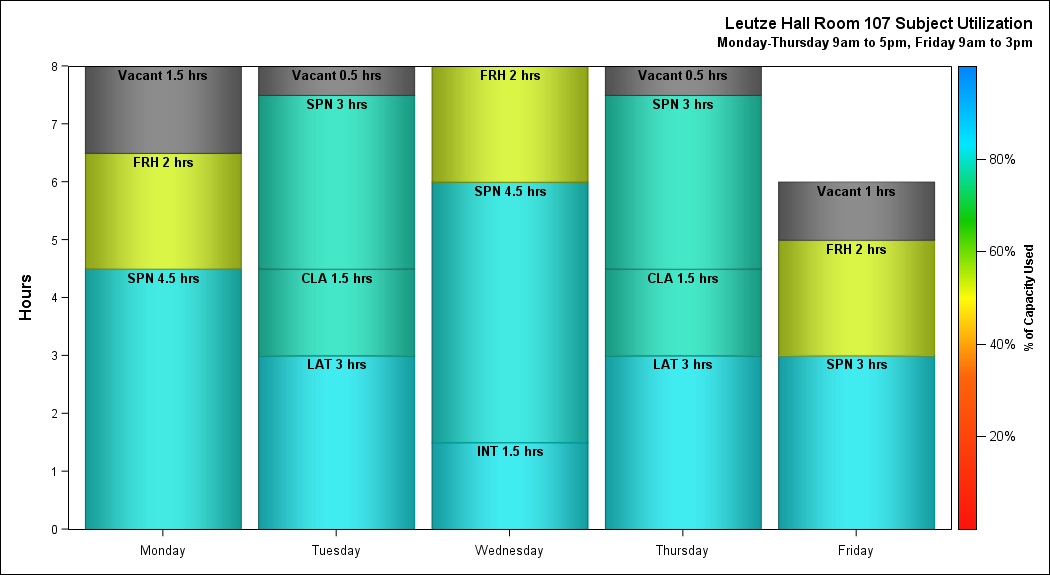 Leutze Hall Room 107 Subject Utilization
Monday-Thursday 9am to 5pm, Friday 9am to 3pm
Hours
8
7
6
5
4
3
2
1
0
Vacant 1.5 hrs
FRH 2 hrs
SPN 4.5 hrs
Vacant 0.5 hrs
SPN 3 hrs
CLA 1.5 hrs
LAT 3 hrs
FRH 2 hrs
SPN 4.5 hrs
INT 1.5 hrs
Vacant 0.5 hrs
SPN 3 hrs
CLA 1.5 hrs
LAT 3 hrs
Vacant 1 hrs
FRH 2 hrs
SPN 3 hrs
Monday
Tuesday
Wednesday
Thursday
Friday
80%
60%
40%
20%
% of Capacity Used